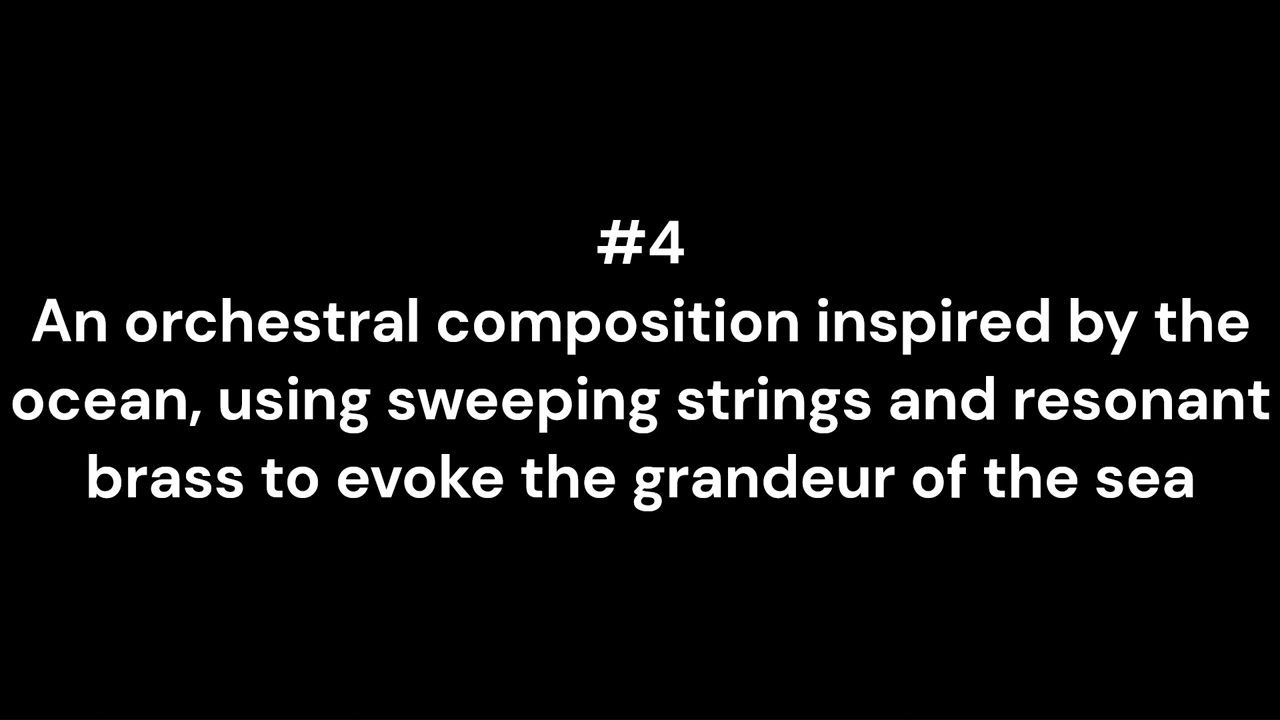 #4
An orchestral composition inspired by the
ocean, using sweeping strings and resonant
brass to evoke the grandeur of the sea